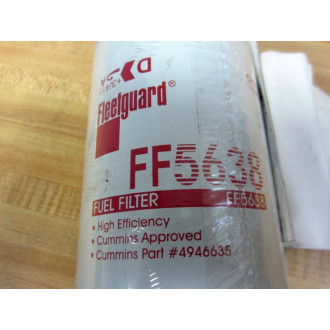 Fleetguard®
FF5638
FUEL FILTER FF5638
• High Efficiency
• Cummins Approved
• Cummins Part #4946635